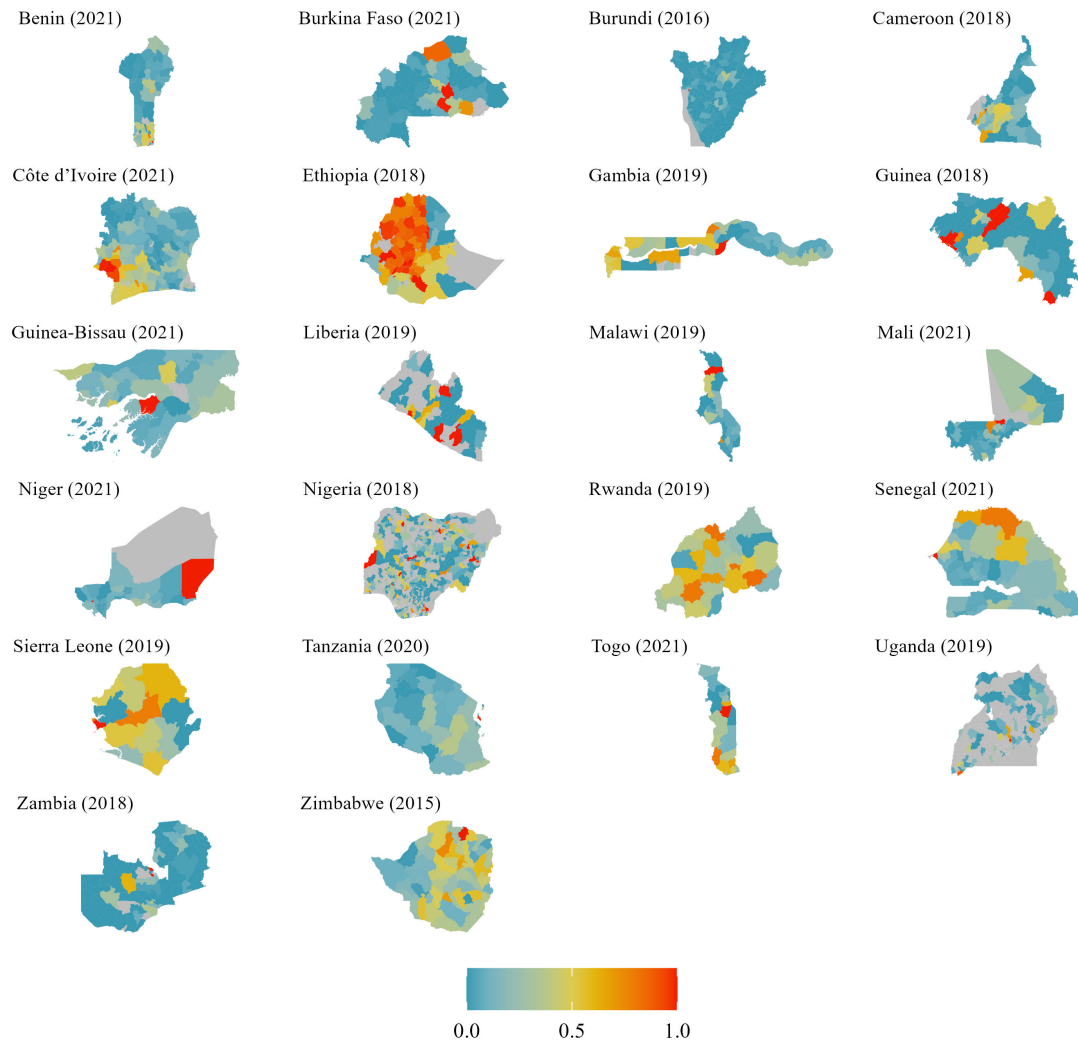 Benin (2021)
Burkina Faso (2021)
Burundi (2016)
Cameroon (2018)
Côte d’Ivoire (2021)
Ethiopia (2018)
Gambia (2019)
Guinea (2018)
Guinea-Bissau (2021)
Liberia (2019)
Malawi (2019)
Mali (2021)
Niger (2021)
Nigeria (2018)
Rwanda (2019)
Senegal (2021)
Sierra Leone (2019)
Tanzania (2020)
Togo (2021)
Uganda (2019)
Zambia (2018)
Zimbabwe (2015)
0.0 0.5 1.0